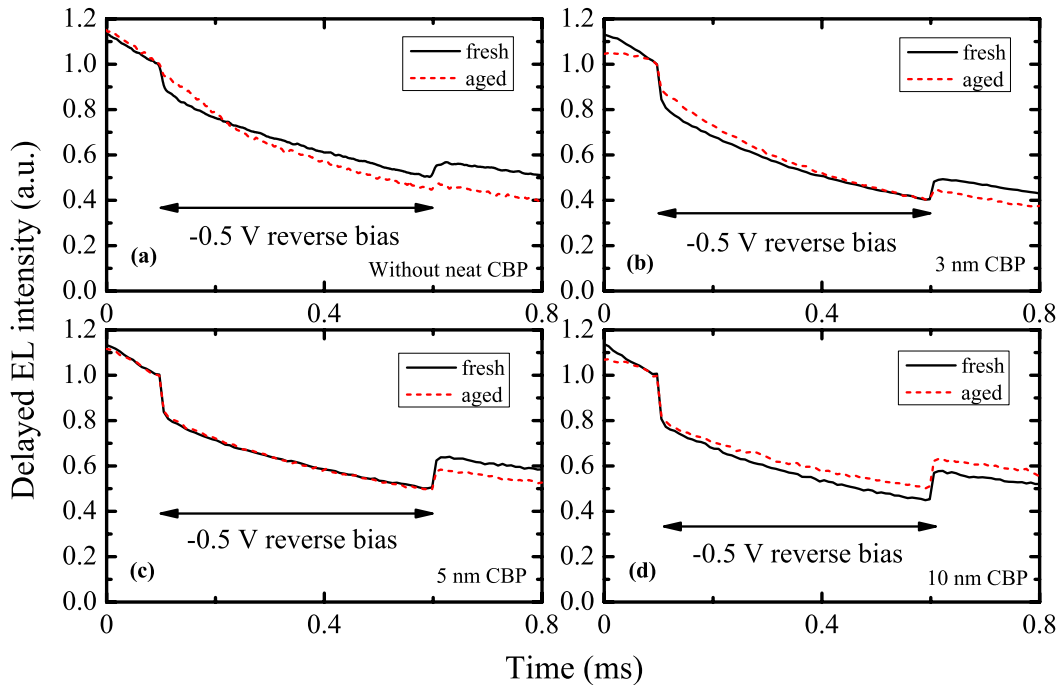 Delayed EL intensity (a.u.)
1.2
1.0
0.8
0.6
0.4
0.2
0.0
0
0.4
0.8
fresh
aged
-0.5 V reverse bias
(a)
Without neat CBP
1.2
1.0
0.8
0.6
0.4
0.2
0.0
0
0.4
0.8
fresh
aged
-0.5 V reverse bias
(b)
3 nm CBP
1.2
1.0
0.8
0.6
0.4
0.2
0.0
0
0.4
0.8
fresh
aged
-0.5 V reverse bias
(c)
5 nm CBP
1.2
1.0
0.8
0.6
0.4
0.2
0.0
0
0.4
0.8
fresh
aged
-0.5 V reverse bias
(d)
10 nm CBP
Time (ms)